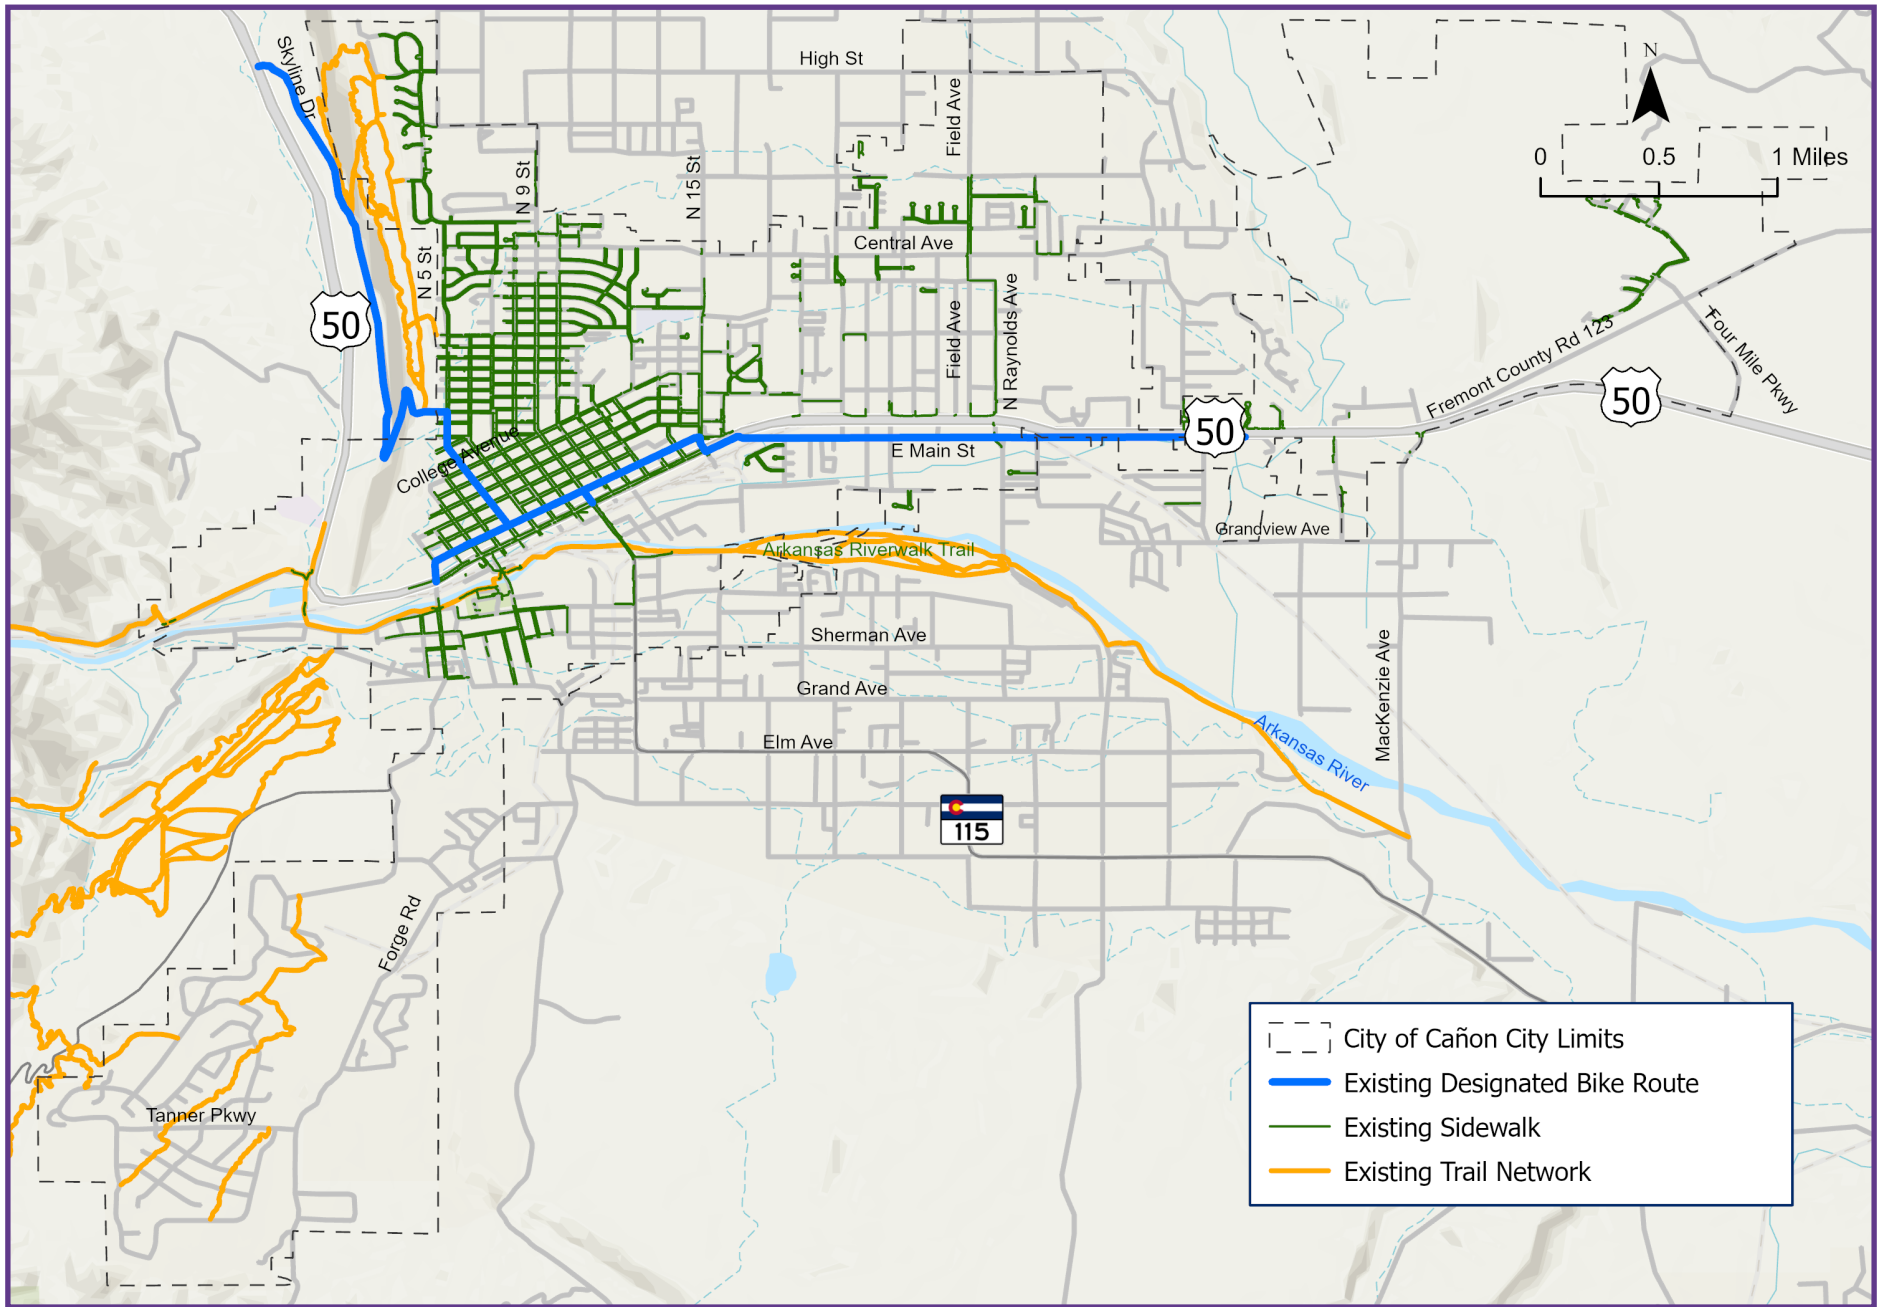 High St
N
Skyline Dr
Field Ave
0 0.5 1 Miles
N 9 St
N 15 St
Central Ave
N 5 St
50
Field Ave
N Raynolds Ave
Fremont County Rd 123
Four Mile Pkwy
50
50
College Avenue
E Main St
Grandview Ave
Arkansas Riverwalk Trail
Sherman Ave
MacKenzie Ave
Grand Ave
Elm Ave
Arkansas River
115
Forge Rd
Tanner Pkwy
City of Cañon City Limits
Existing Designated Bike Route
Existing Sidewalk
Existing Trail Network